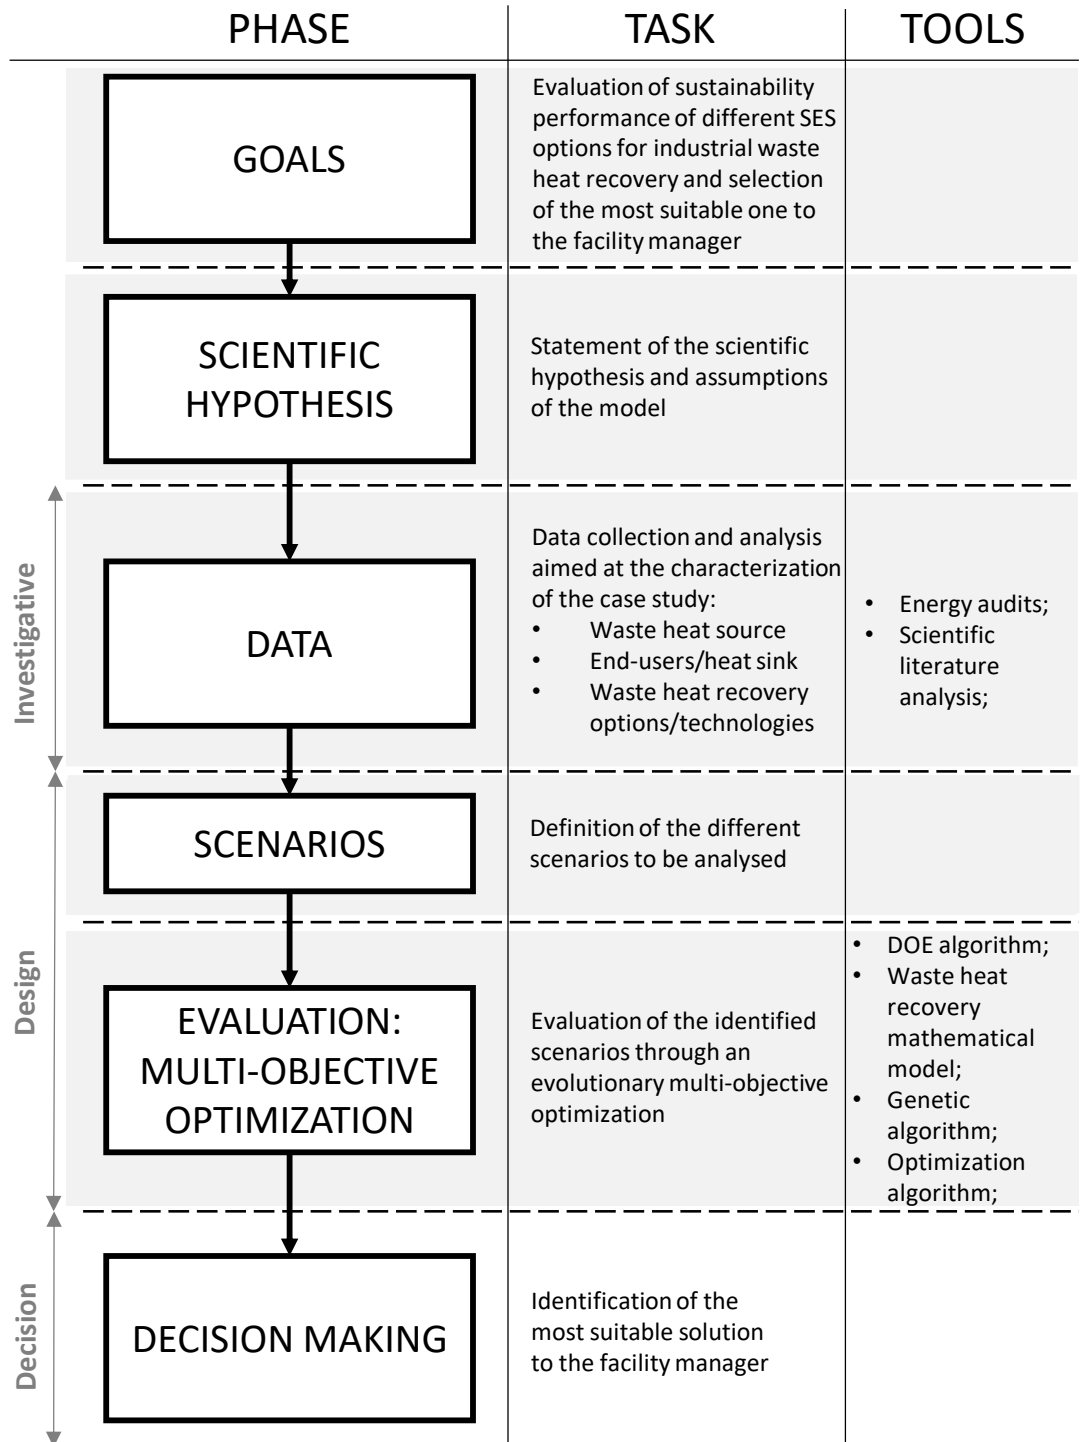 PHASE
TASK
TOOLS
GOALS
Evaluation of sustainability
performance of different SES
options for industrial waste
heat recovery and selection
of the most suitable one to
the facility manager
SCIENTIFIC
HYPOTHESIS
Statement of the scientific
hypothesis and assumptions
of the model
Investigative
DATA
Data collection and analysis
aimed at the characterization
of the case study:
• Waste heat source
• End-users/heat sink
• Waste heat recovery
options/technologies
• Energy audits;
• Scientific
literature
analysis;
Design
SCENARIOS
Definition of the different
scenarios to be analysed
EVALUATION:
MULTI-OBJECTIVE
OPTIMIZATION
Evaluation of the identified
scenarios through an
evolutionary multi-objective
optimization
• DOE algorithm;
• Waste heat
recovery
mathematical
model;
• Genetic
algorithm;
• Optimization
algorithm;
Decision
DECISION MAKING
Identification of the
most suitable solution
to the facility manager